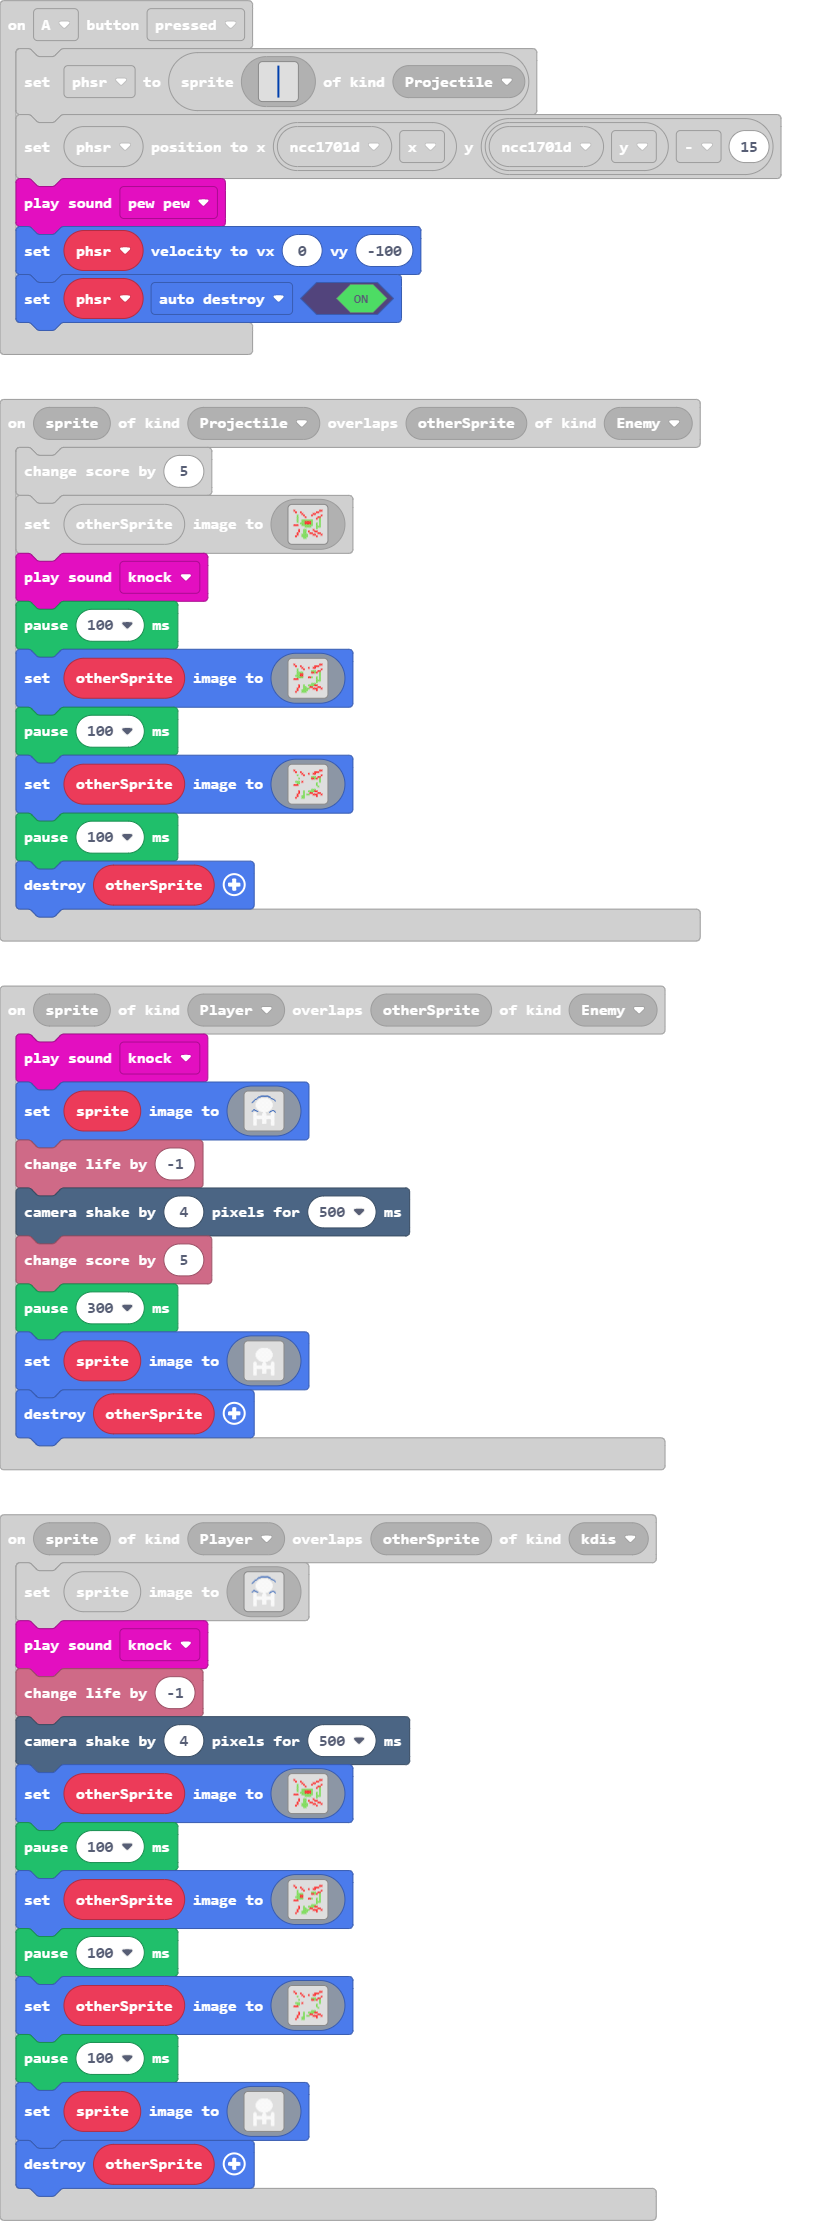 on A button pressed
set phsr to sprite of kind Projectile
set phsr position to x ncc1701d x y ncc1701d y - 15
play sound pew pew
set phsr velocity to vx 0 vy -100
set phsr auto destroy ON
on sprite of kind Projectile overlaps otherSprite of kind Enemy
change score by 5
set otherSprite image to
play sound knock
pause 100 ms
set otherSprite image to
pause 100 ms
set otherSprite image to
pause 100 ms
destroy otherSprite
on sprite of kind Player overlaps otherSprite of kind Enemy
play sound knock
set sprite image to
change life by -1
camera shake by 4 pixels for 500 ms
change score by 5
pause 300 ms
set sprite image to
destroy otherSprite
on sprite of kind Player overlaps otherSprite of kind kdis
set sprite image to
play sound knock
change life by -1
camera shake by 4 pixels for 500 ms
set otherSprite image to
pause 100 ms
set otherSprite image to
pause 100 ms
set otherSprite image to
pause 100 ms
set sprite image to
destroy otherSprite